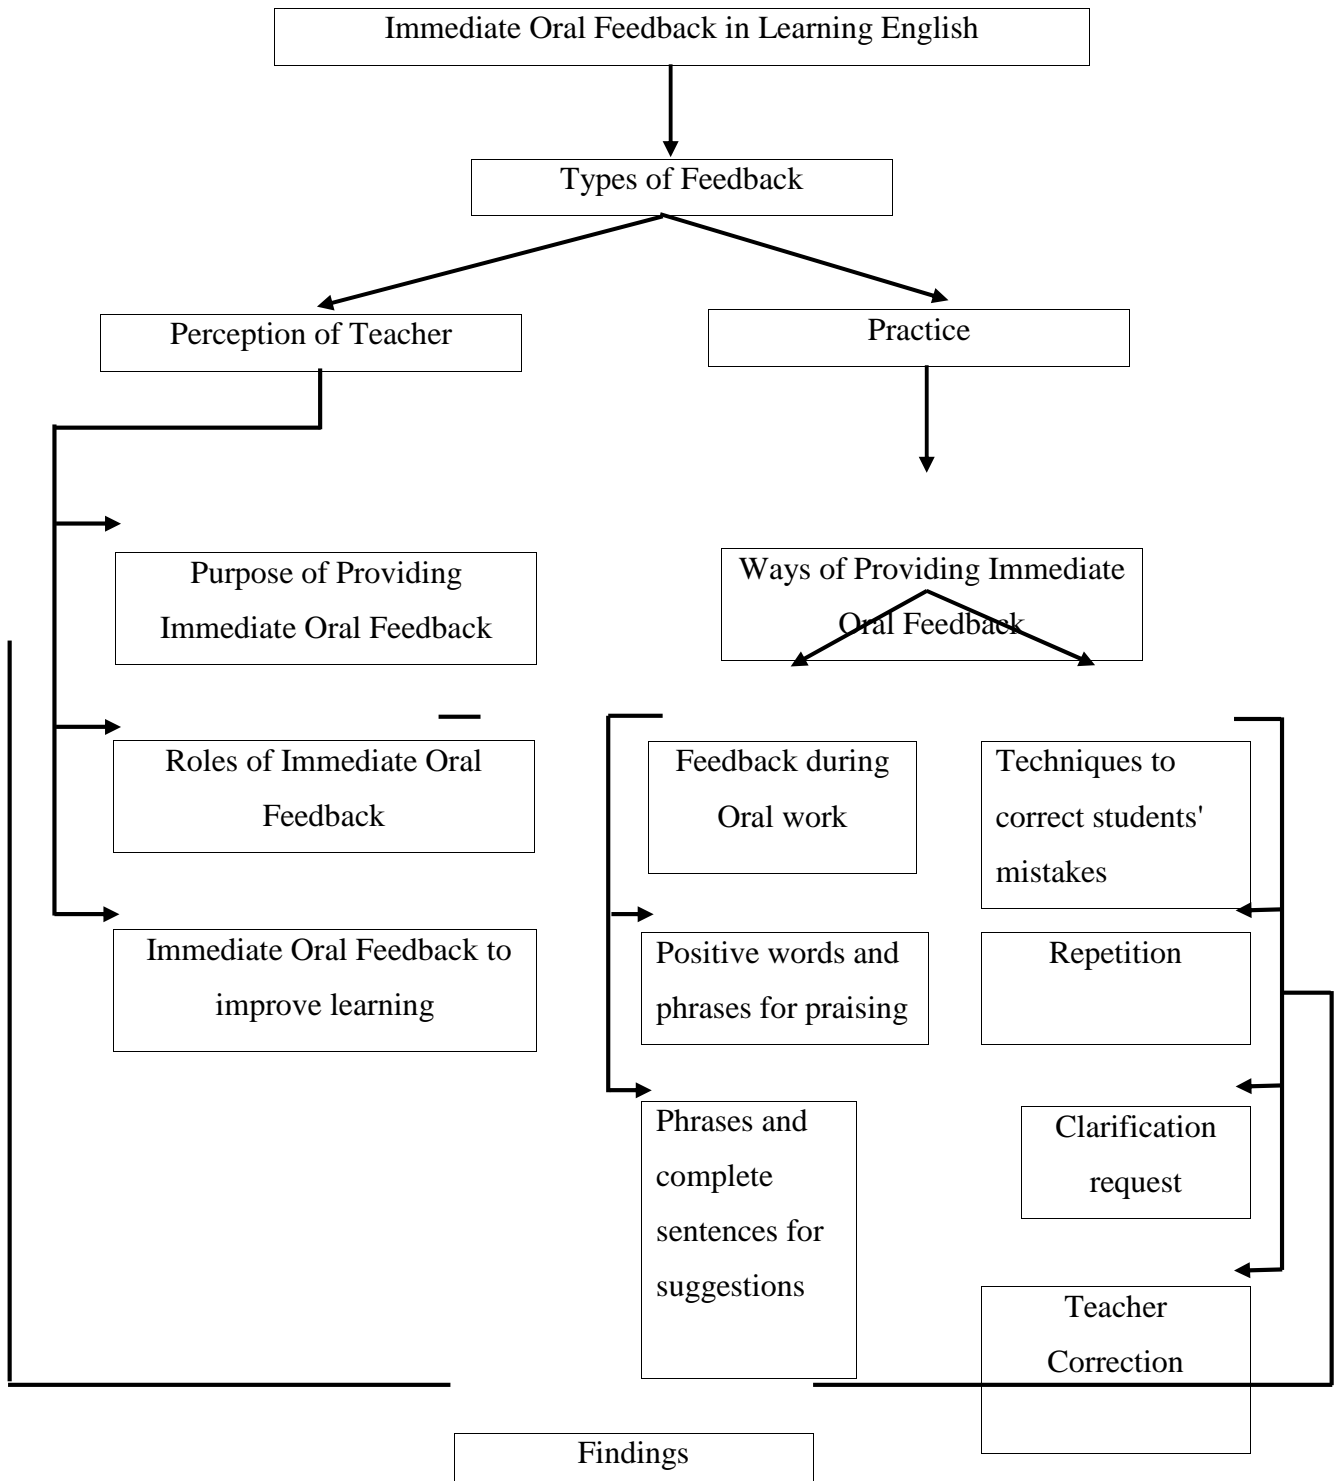 Immediate Oral Feedback in Learning English
Types of Feedback
Perception of Teacher
Practice
Purpose of Providing
Immediate Oral Feedback
Ways of Providing Immediate
Oral Feedback
Roles of Immediate Oral
Feedback
Feedback during
Oral work
Techniques to
correct students'
mistakes
Immediate Oral Feedback to
improve learning
Positive words and
phrases for praising
Repetition
Phrases and
complete
sentences for
suggestions
Clarification
request
Teacher
Correction
Findings